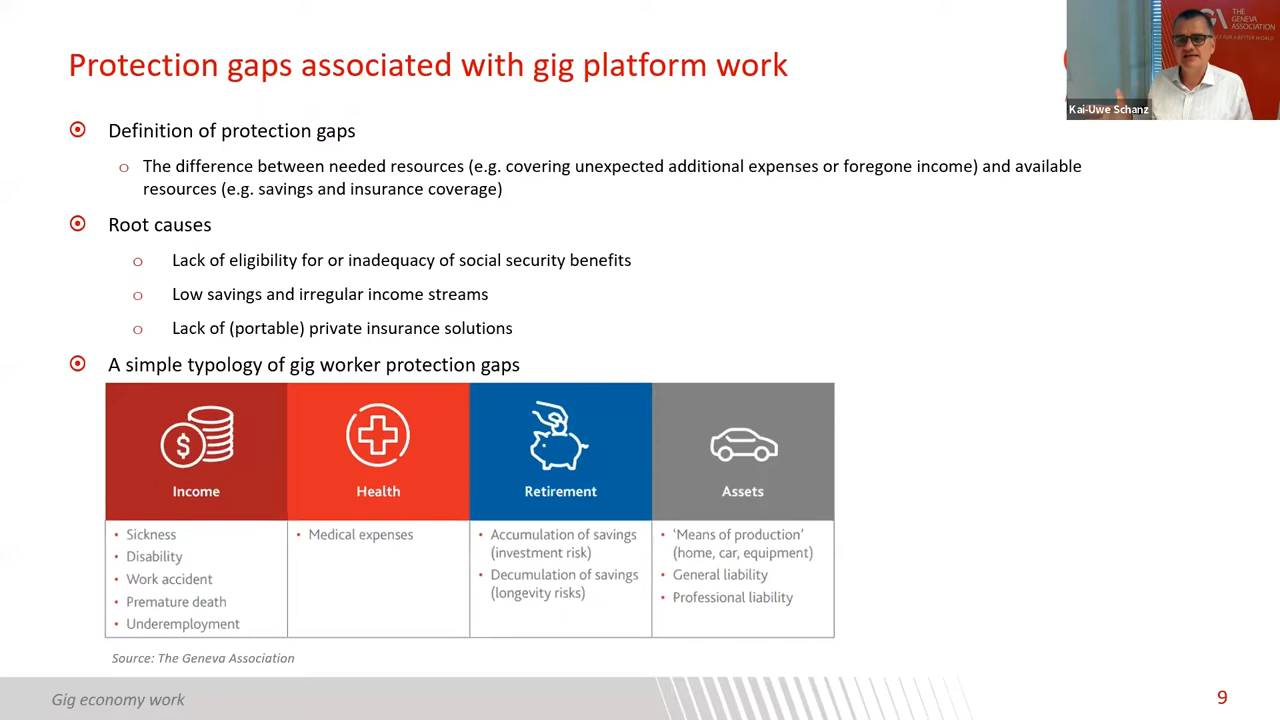 Protection gaps associated with gig platform work
THE
GENEVA
ASSOCIATION
Kai-Uwe Schanz
Definition of protection gaps
The difference between needed resources (e.g. covering unexpected additional expenses or foregone income) and available
resources (e.g. savings and insurance coverage)
Root causes
Lack of eligibility for or inadequacy of social security benefits
Low savings and irregular income streams
Lack of (portable) private insurance solutions
A simple typology of gig worker protection gaps
$
Income
• Sickness
• Disability
• Work accident
• Premature death
• Underemployment
Health
• Medical expenses
Retirement
• Accumulation of savings
(investment risk)
• Decumulation of savings
(longevity risks)
Assets
• ‘Means of production’
(home, car, equipment)
• General liability
• Professional liability
Source: The Geneva Association
Gig economy work
9